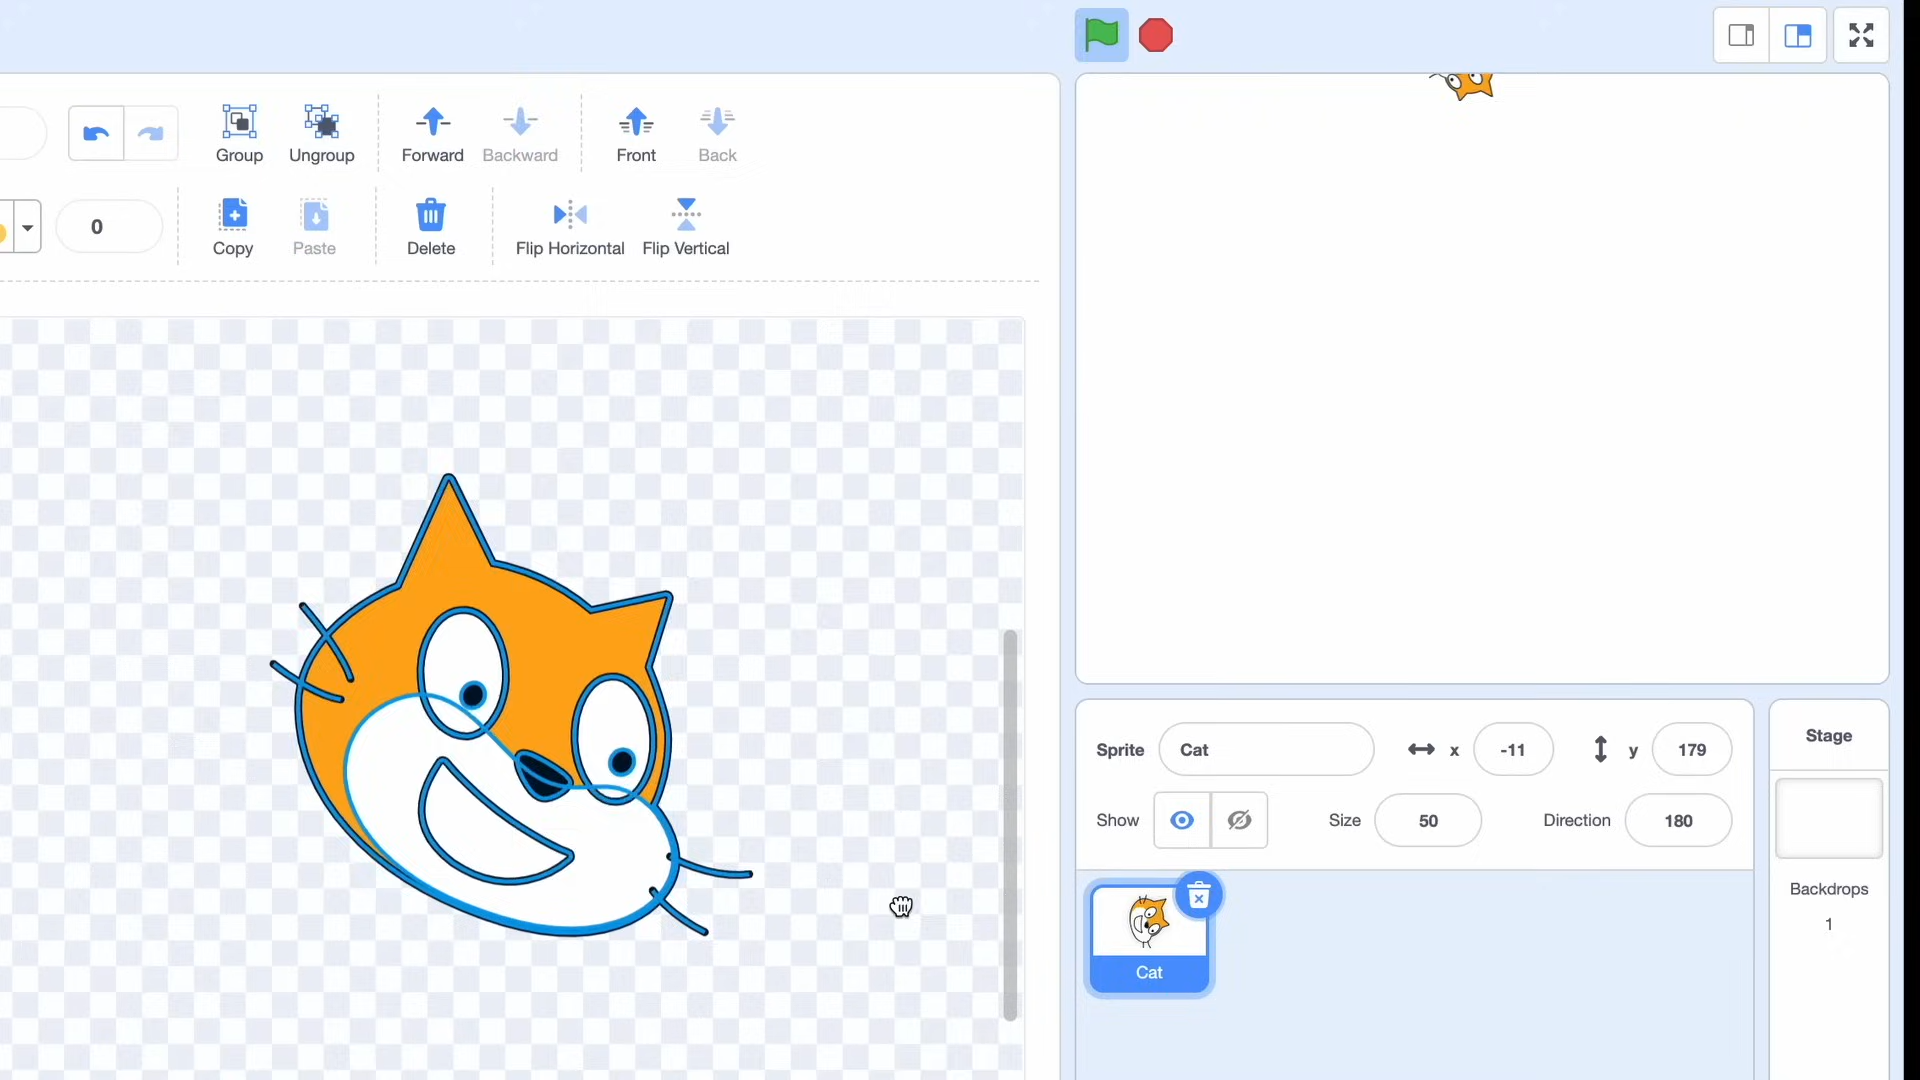 Group Ungroup Forward Backward Front Back
0
Copy Paste Delete Flip Horizontal Flip Vertical
Sprite Cat x -11 y 179
Show Size 50 Direction 180
Cat
Stage
Backdrops
1